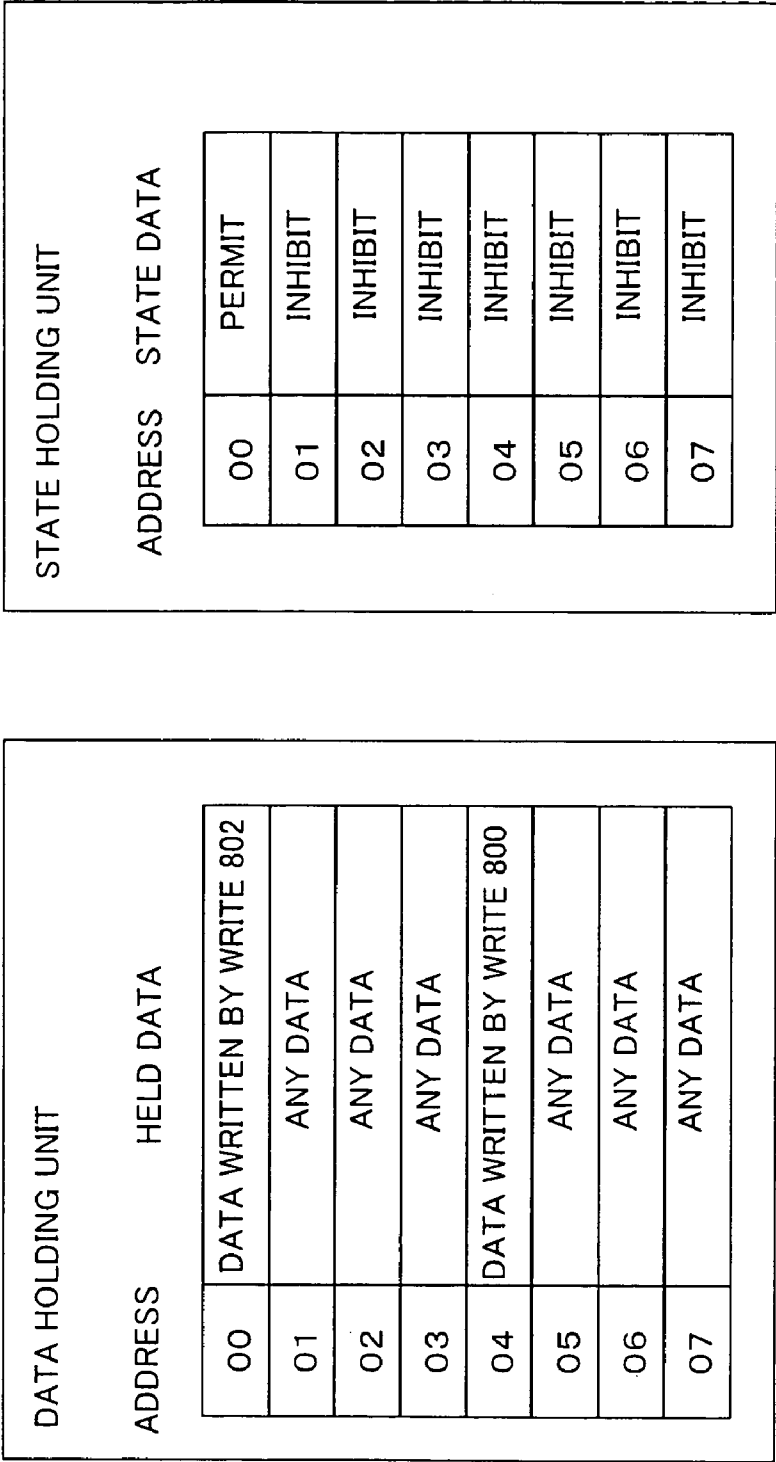 DATA HOLDING UNIT
ADDRESS HELD DATA
00 DATA WRITTEN BY WRITE 802
01 ANY DATA
02 ANY DATA
03 ANY DATA
04 DATA WRITTEN BY WRITE 800
05 ANY DATA
06 ANY DATA
07 ANY DATA
STATE HOLDING UNIT
ADDRESS STATE DATA
00 PERMIT
01 INHIBIT
02 INHIBIT
03 INHIBIT
04 INHIBIT
05 INHIBIT
06 INHIBIT
07 INHIBIT